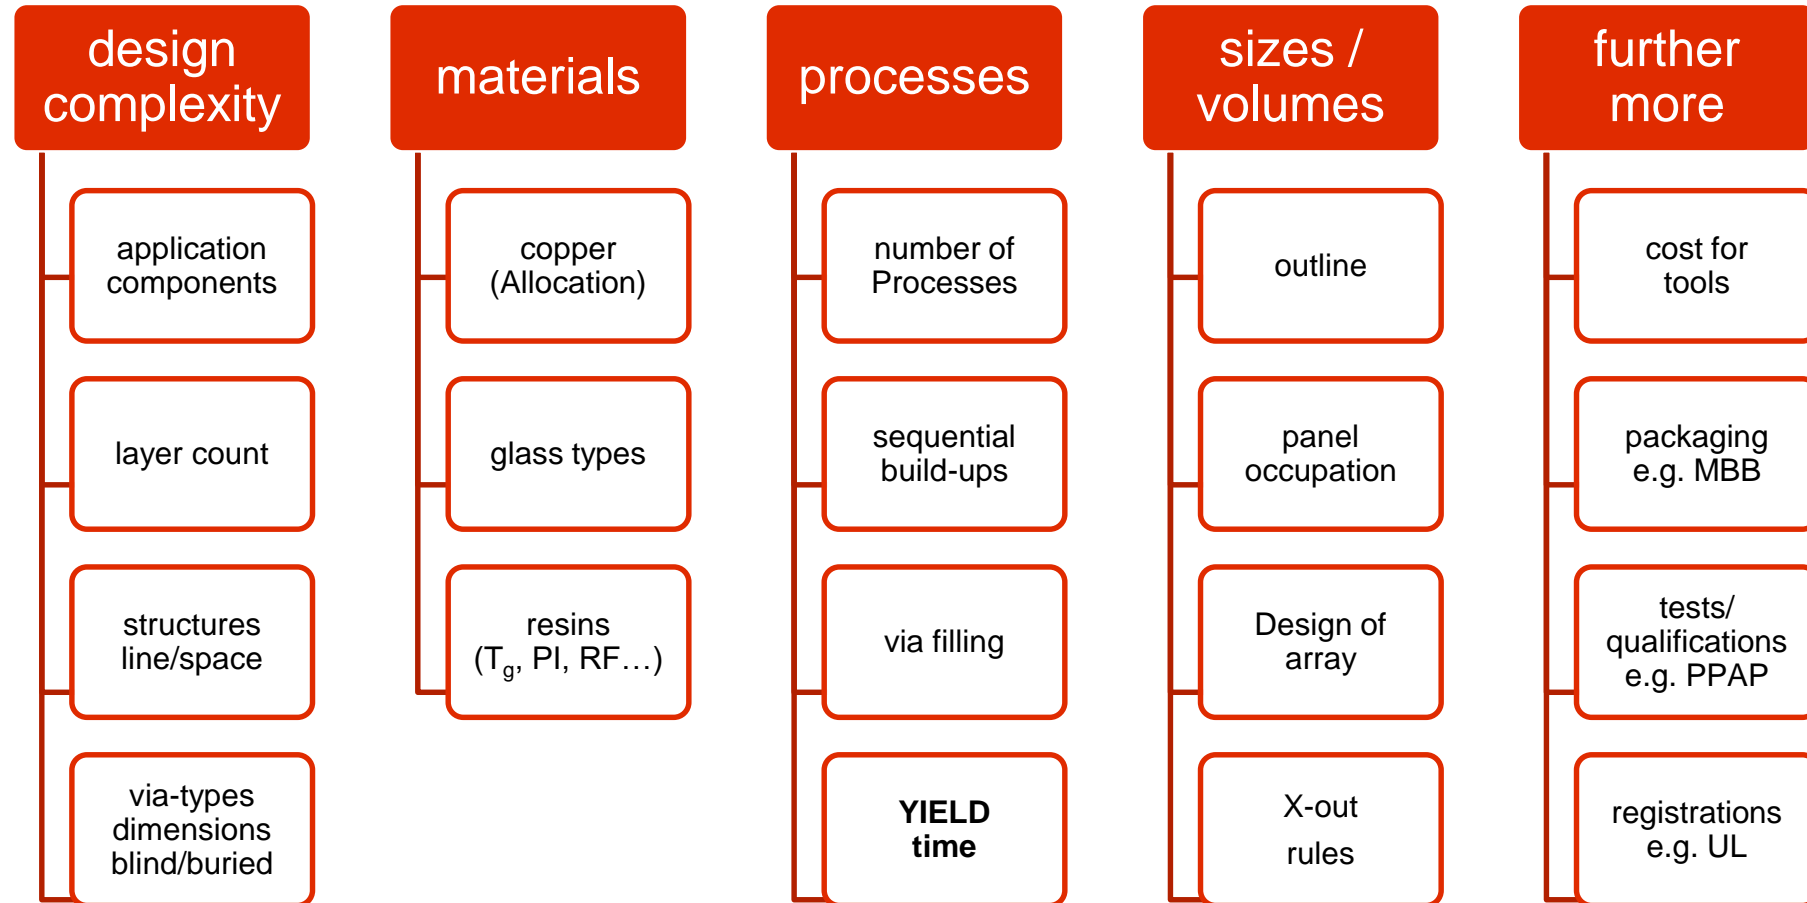 design
complexity
application
components
layer count
structures
line/space
via-types
dimensions
blind/buried
materials
copper
(Allocation)
glass types
resins
(Tg, PI, RF…)
processes
number of
Processes
sequential
build-ups
via filling
YIELD
time
sizes /
volumes
outline
panel
occupation
Design of
array
X-out
rules
further
more
cost for
tools
packaging
e.g. MBB
tests/
qualifications
e.g. PPAP
registrations
e.g. UL